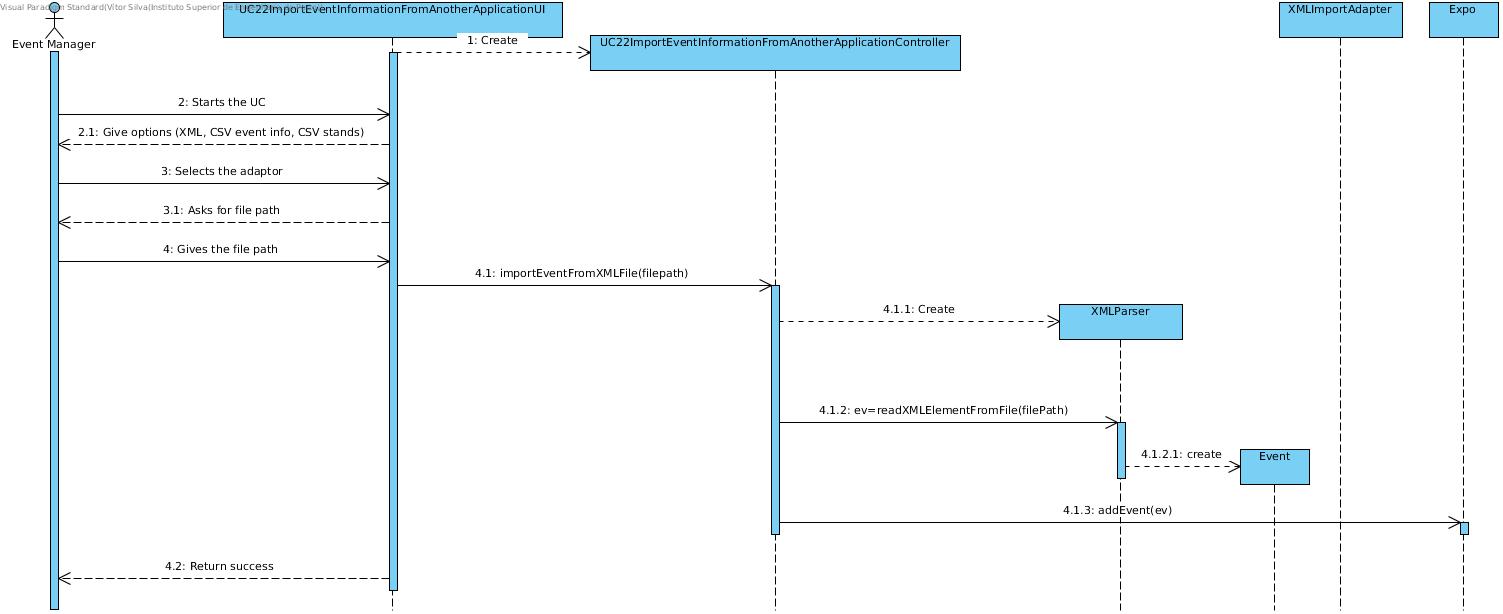 Visual Paradigm Standard(Vítor Silva(Instituto Superior de
UC22ImportEventInformationFromAnotherApplicationUI
XMLImportAdapter
Expo
Event Manager
1: Create
UC22ImportEventInformationFromAnotherApplicationController
2: Starts the UC
2.1: Give options (XML, CSV event info, CSV stands)
3: Selects the adaptor
3.1: Asks for file path
4: Gives the file path
4.1: importEventFromXMLFile(filepath)
4.1.1: Create
XMLParser
4.1.2: ev=readXMLElementFromFile(filePath)
4.1.2.1: create
Event
4.1.3: addEvent(ev)
4.2: Return success